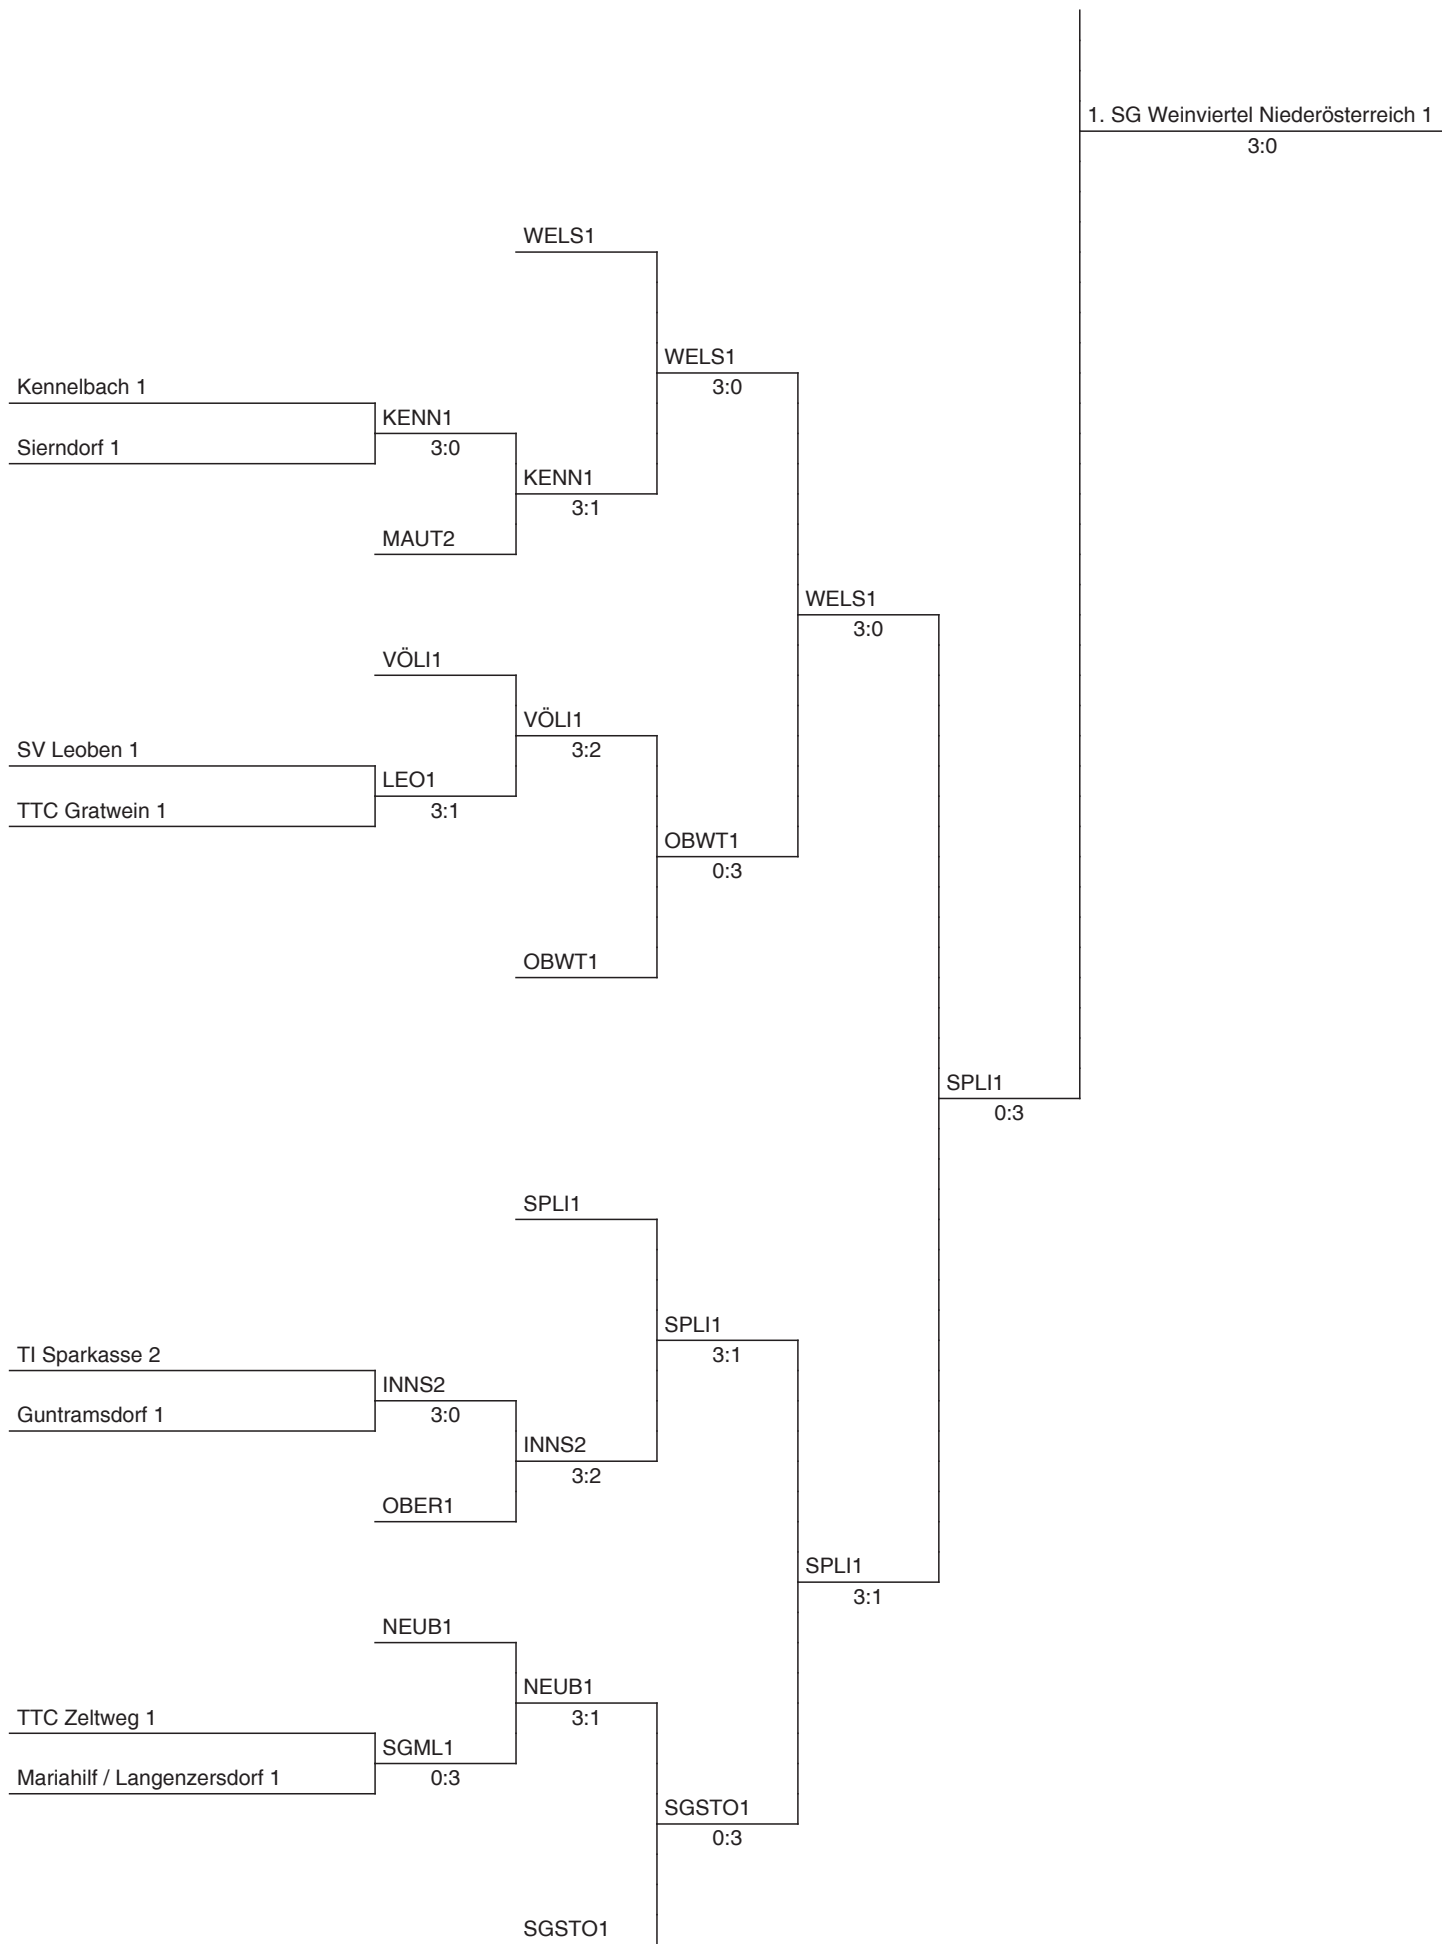 1. SG Weinviertel Niederösterreich 1
3:0
WELS1
WELS1
3:0
Kennelbach 1
KENN1
3:0
Sierndorf 1
KENN1
3:1
MAUT2
WELS1
3:0
VÖLI1
VÖLI1
3:2
SV Leoben 1
LEO1
3:1
TTC Gratwein 1
OBWT1
0:3
OBWT1
SPLI1
0:3
SPLI1
SPLI1
3:1
TI Sparkasse 2
INNS2
3:0
Guntramsdorf 1
INNS2
3:2
OBER1
SPLI1
3:1
NEUB1
NEUB1
3:1
TTC Zeltweg 1
SGML1
0:3
Mariahilf / Langenzersdorf 1
SGSTO1
0:3
SGSTO1